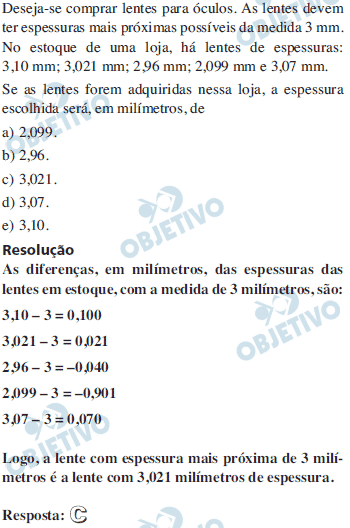 Deseja-se comprar lentes para óculos. As lentes devem
ter espessuras mais próximas possíveis da medida 3 mm.
No estoque de uma loja, há lentes de espessuras:
3,10 mm; 3,021 mm; 2,96 mm; 2,099 mm e 3,07 mm.
Se as lentes forem adquiridas nessa loja, a espessura
escolhida será, em milímetros, de
a) 2,099.
b) 2,96.
c) 3,021.
d) 3,07.
e) 3,10.
Resolução
As diferenças, em milímetros, das espessuras das
lentes em estoque, com a medida de 3 milímetros, são:
3,10 – 3 = 0,100
3,021 – 3 = 0,021
2,96 – 3 = –0,040
2,099 – 3 = –0,901
3,07 – 3 = 0,070
Logo, a lente com espessura mais próxima de 3 milí-
metros é a lente com 3,021 milímetros de espessura.
Resposta: C
OBJETIVO
OBJETIVO
OBJETIVO
OBJETIVO
OBJETIVO